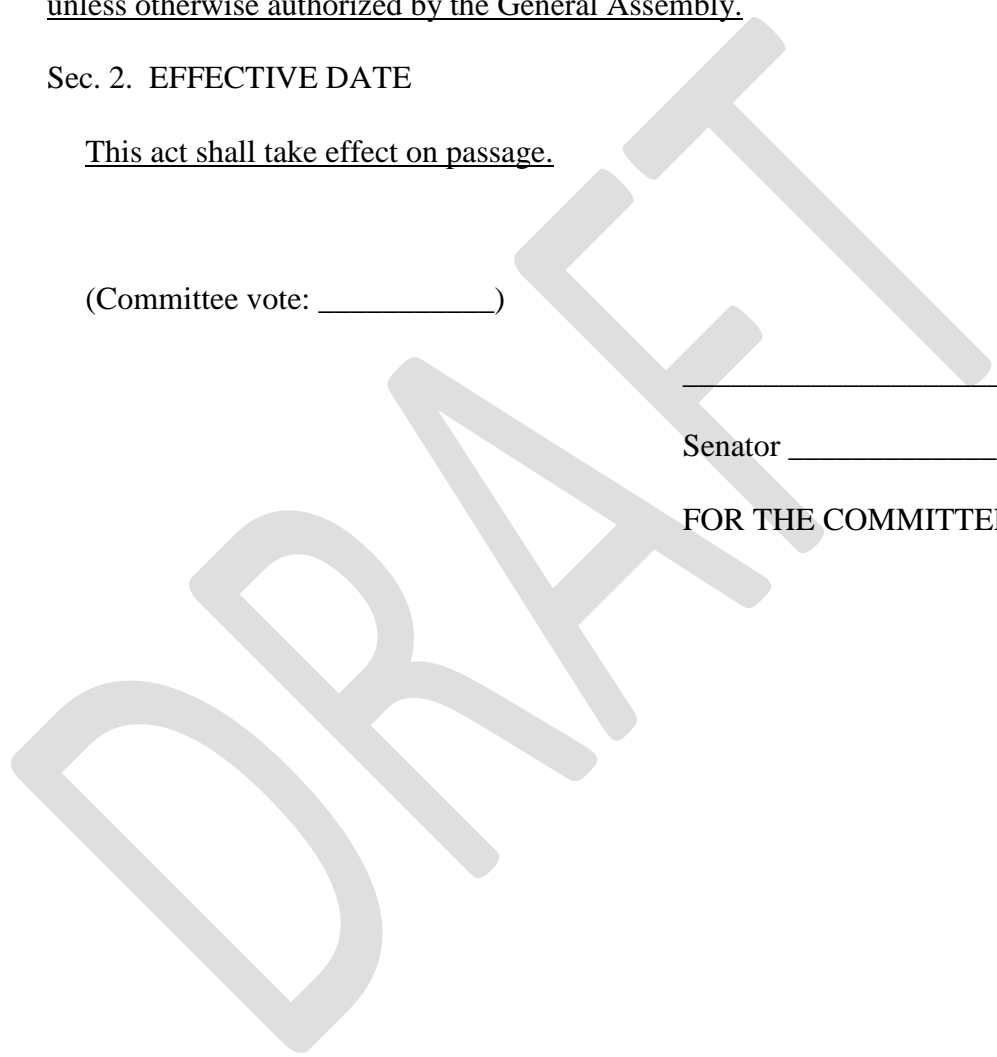 unless otherwise authorized by the General Assembly.
Sec. 2. EFFECTIVE DATE
This act shall take effect on passage.
(Committee vote: ___________)
____________________
Senator _____________
FOR THE COMMITTEE
DRAFT